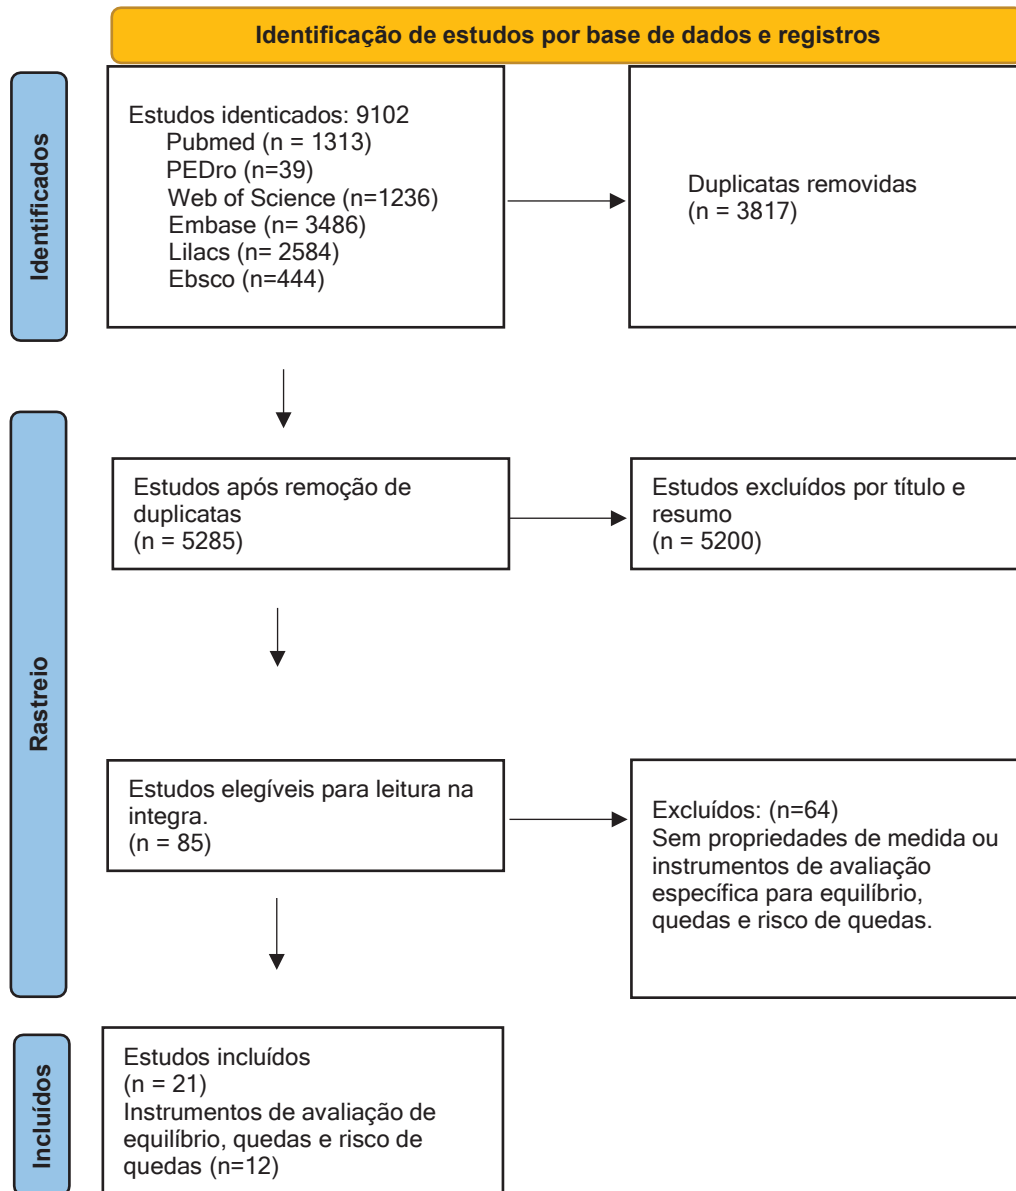 Identificação de estudos por base de dados e registros
Identificados
Estudos identicados: 9102
Pubmed (n = 1313)
PEDro (n=39)
Web of Science (n=1236)
Embase (n= 3486)
Lilacs (n= 2584)
Ebsco (n=444)
Duplicatas removidas
(n = 3817)
Rastreio
Estudos após remoção de
duplicatas
(n = 5285)
Estudos excluídos por título e
resumo
(n = 5200)
Estudos elegíveis para leitura na
integra.
(n = 85)
Excluídos: (n=64)
Sem propriedades de medida ou
instrumentos de avaliação
específica para equilíbrio,
quedas e risco de quedas.
Incluídos
Estudos incluídos
(n = 21)
Instrumentos de avaliação de
equilíbrio, quedas e risco de
quedas (n=12)